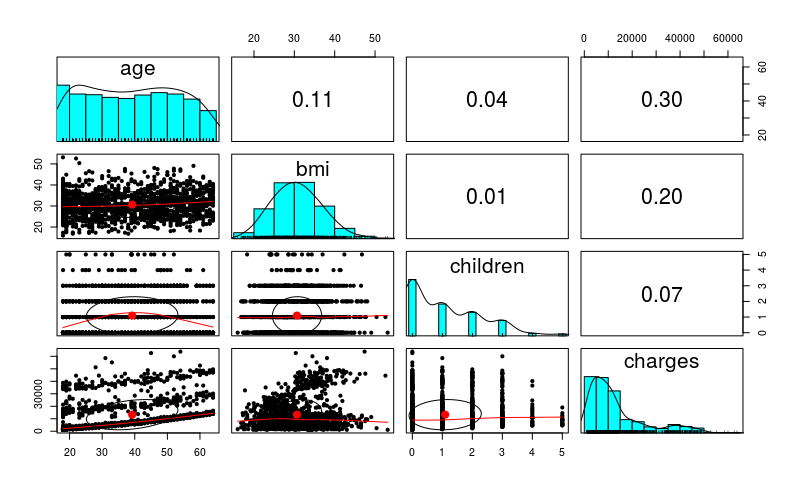 20 30 40 50 0 20000 40000 60000
age 0.11 0.04 0.30 20 40 60
20 30 40 50 bmi 0.01 0.20
children 0.07 0 1 2 3 4 5
0 30000 charges
20 30 40 50 60 0 1 2 3 4 5